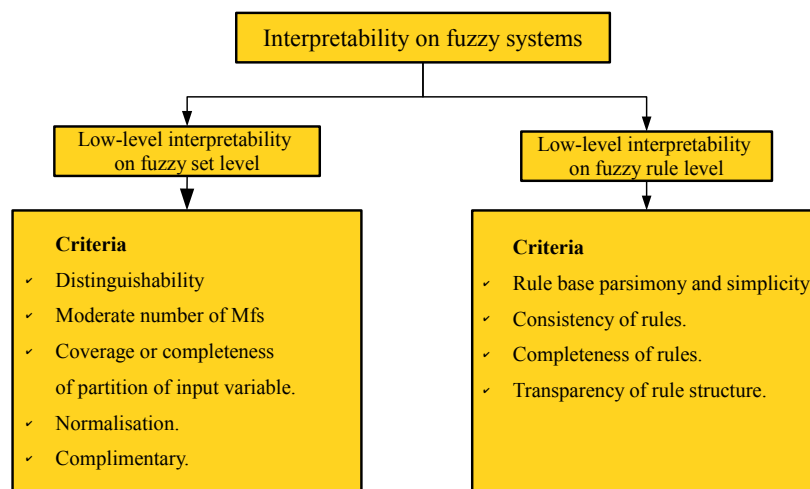 Interpretability on fuzzy systems
Low-level interpretability
on fuzzy set level
Low-level interpretability
on fuzzy rule level
Criteria
✓ Distinguishability
✓ Moderate number of Mfs
✓ Coverage or completeness
of partition of input variable.
✓ Normalisation.
✓ Complimentary.
Criteria
✓ Rule base parsimony and simplicity
✓ Consistency of rules.
✓ Completeness of rules.
✓ Transparency of rule structure.